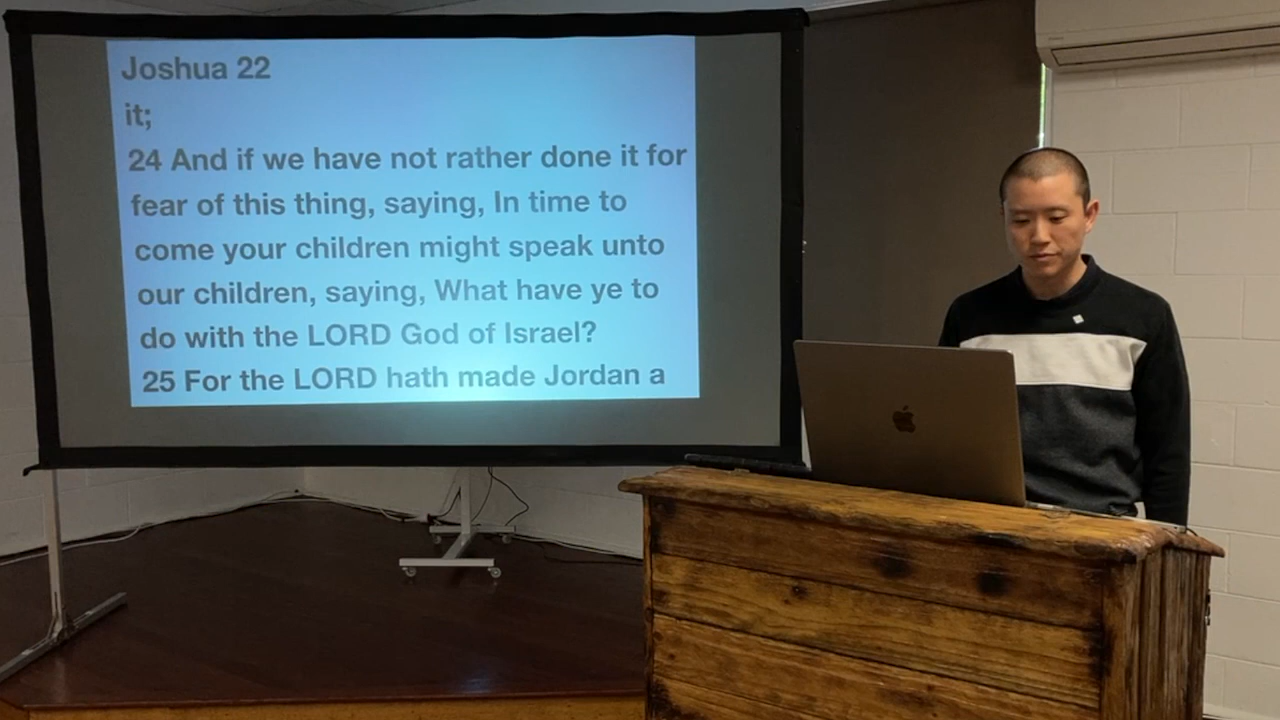 Joshua 22
it;
24 And if we have not rather done it for
fear of this thing, saying, In time to
come your children might speak unto
our children, saying, What have ye to
do with the LORD God of Israel?
25 For the LORD hath made Jordan a